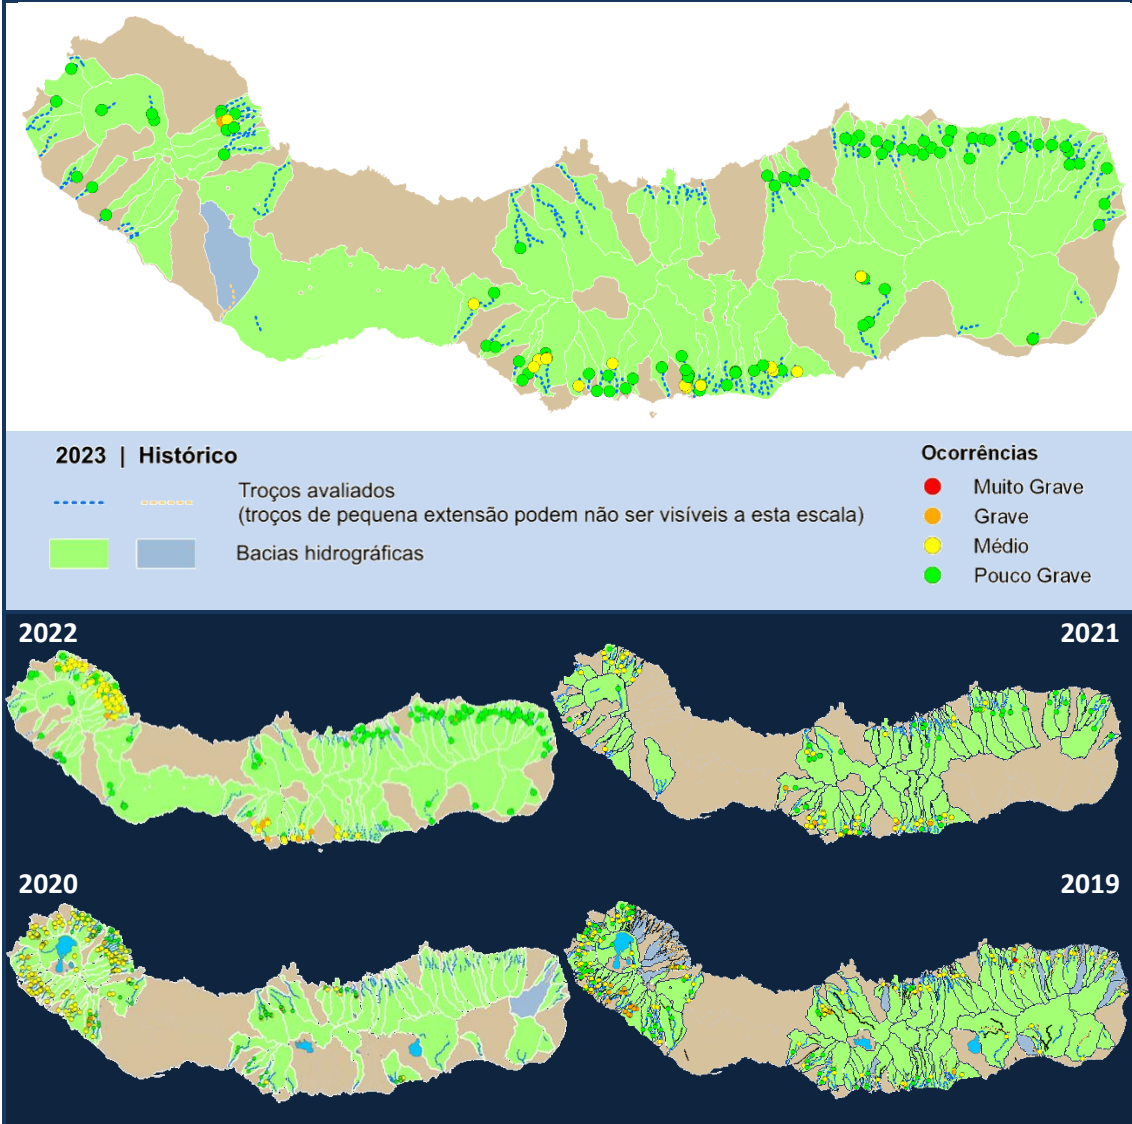 2023 | Histórico
Troços avaliados
(troços de pequena extensão podem não ser visíveis a esta escala)
Bacias hidrográficas
Ocorrências
Muito Grave
Grave
Médio
Pouco Grave
2022
2021
2020
2019